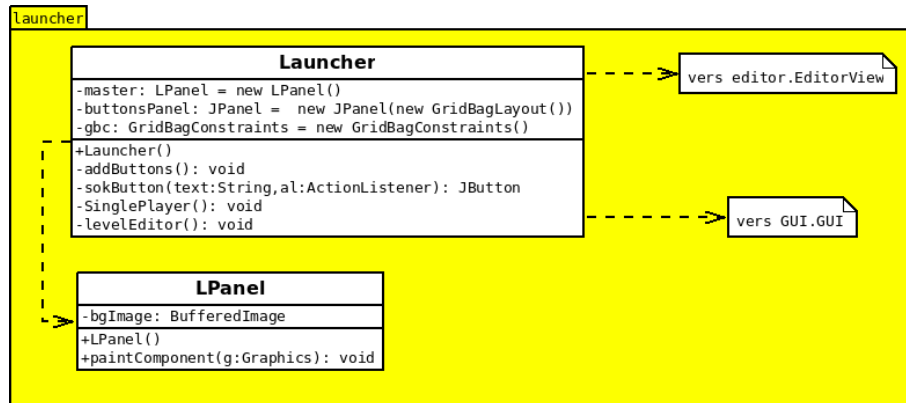 launcher
Launcher
-master: LPanel = new LPanel()
-buttonsPanel: JPanel =  new JPanel(new GridBagLayout())
-gbc: GridBagConstraints = new GridBagConstraints()
+Launcher()
-addButtons(): void
-sokButton(text:String,al:ActionListener): JButton
-SinglePlayer(): void
-levelEditor(): void
vers editor.EditorView
vers GUI.GUI
LPanel
-bgImage: BufferedImage
+LPanel()
+paintComponent(g:Graphics): void